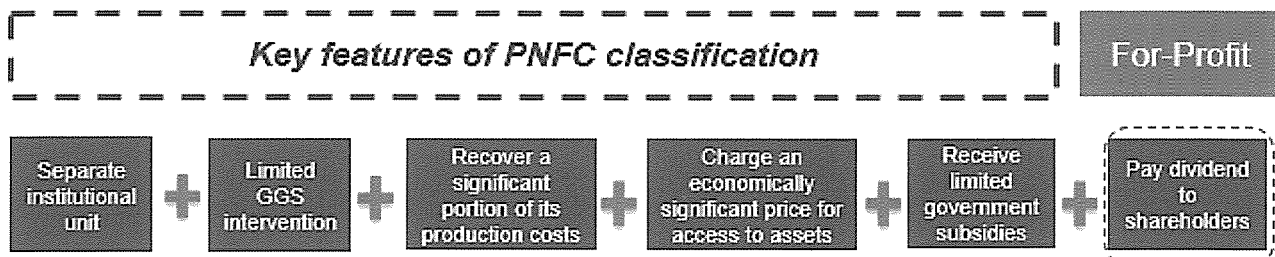 Key features of PNFC classification
For-Profit
Separate
institutional
unit
+
Limited
GGS
intervention
+
Recover a
significant
portion of its
production costs
+
Charge an
economically
significant price for
access to assets
+
Receive
limited
government
subsidies
+
Pay dividend
to
shareholders